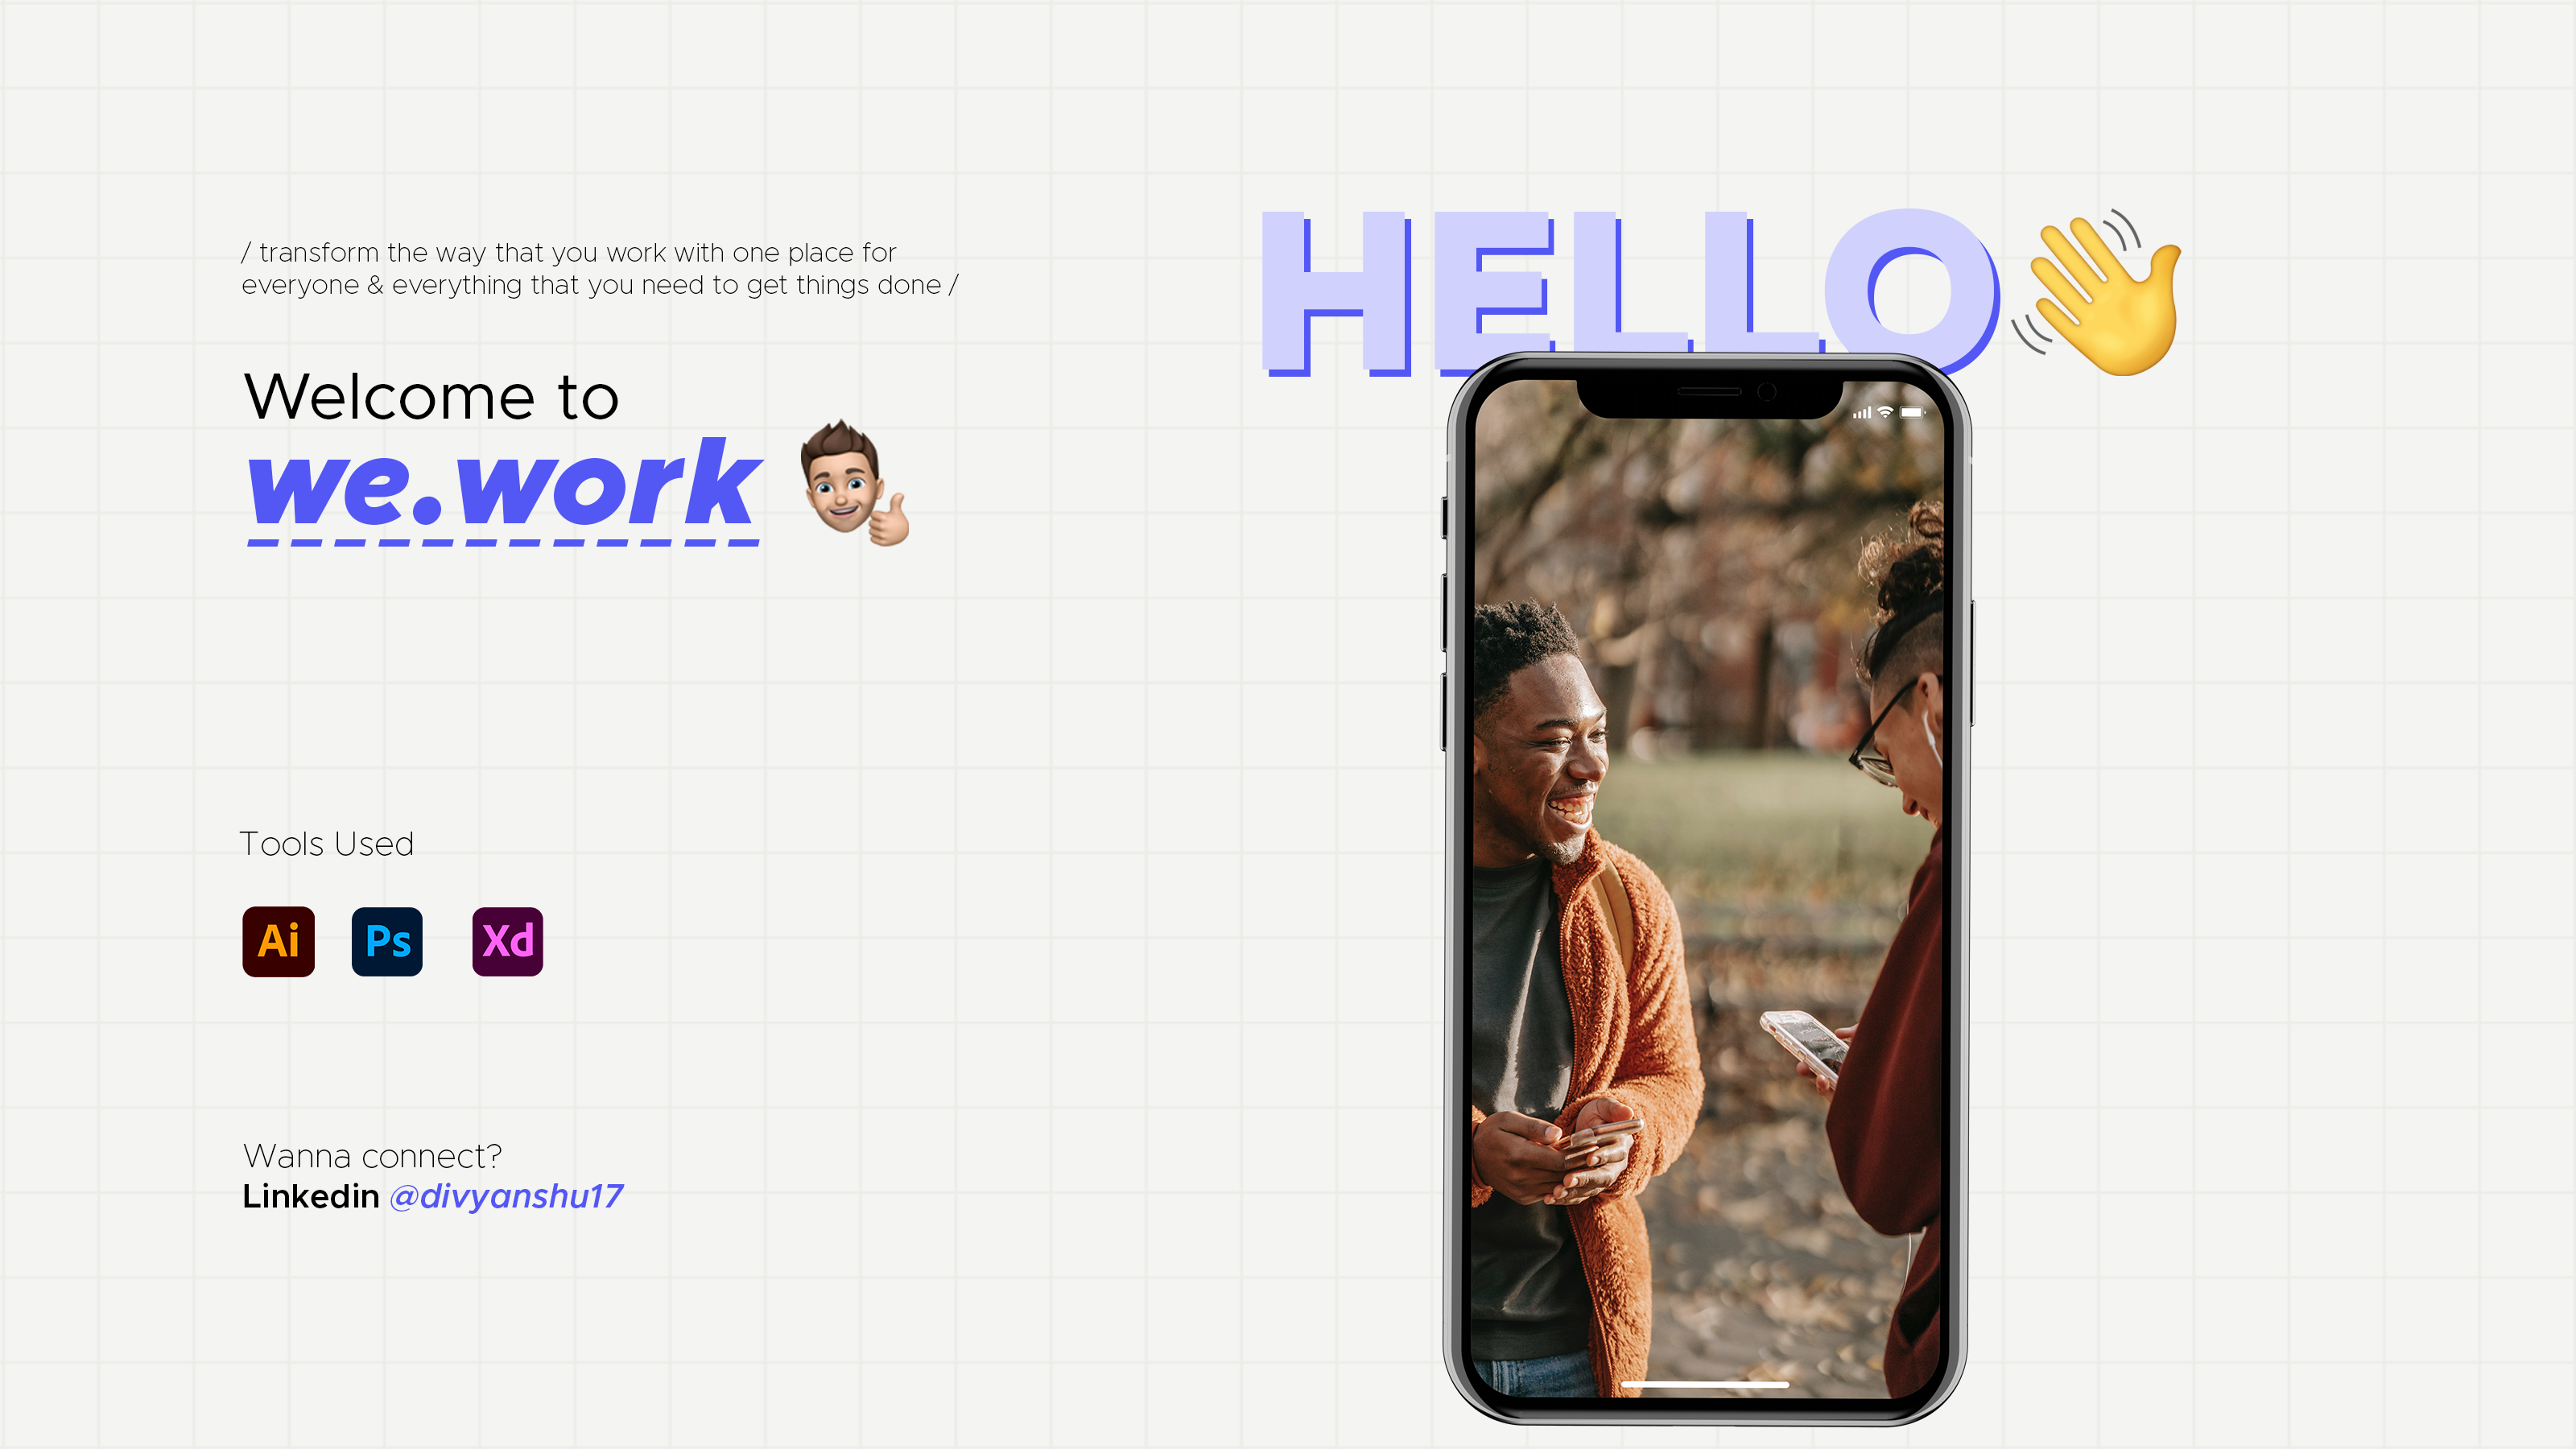 / transform the way that you work with one place for
everyone & everything that you need to get things done /
Welcome to
we.work
HELLO
Tools Used
Ai Ps Xd
Wanna connect?
Linkedin @divyanshu17